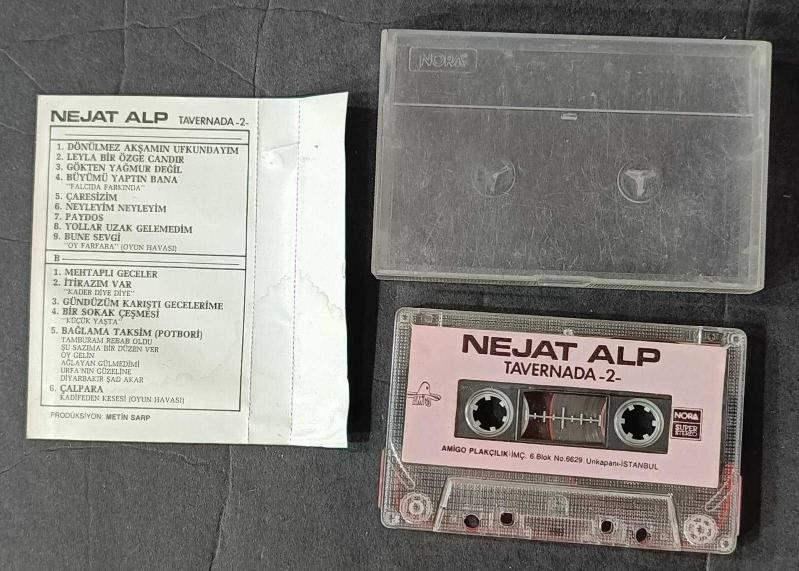 NEJAT ALP TAVERNADA -2-
1. DÖNÜLMEZ AKŞAMIN UFKUNDAYIM
2. LEYLA BİR ÖZGE CANDIR
3. GÖKTEN YAĞMUR DEĞİL
4. BÜYÜMÜ YAPTIN BANA
"FALCIDA FARKINDA"
5. ÇARESİZİM
6. NEYLEYİM NEYLEYİM
7. PAYDOS
8. YOLLAR UZAK GELEMEDİM
9. BUNE SEVGİ
"OY FARFARA" (OYUN HAVASI)
B
1. MEHTAPLI GECELER
2. İTİRAZIM VAR
"KADER DİYE DİYE"
3. GÜNDÜZÜM KARIŞTI GECELERİME
4. BİR SOKAK ÇEŞMESİ
"KÜÇÜK YAŞTA"
5. BAĞLAMA TAKSİM (POTBORİ)
TAMBURAM REBAB OLDU
ŞU SAZIMA BİR DÜZEN VER
OY GELİN
AĞLAYAN GÜLMEDİMİ
URFA'NIN GÜZELİNE
DİYARBAKIR ŞAD AKAR
6. ÇALPARA
KADİFEDEN KESESİ (OYUN HAVASI)
PRODÜKSİYON: METİN SARP
NORA
NEJAT ALP
TAVERNADA -2-
NORA
SUPER
STEREO
AMİGO PLAKÇILIK İMÇ. 6.Blok No.6629 Unkapanı-İSTANBUL